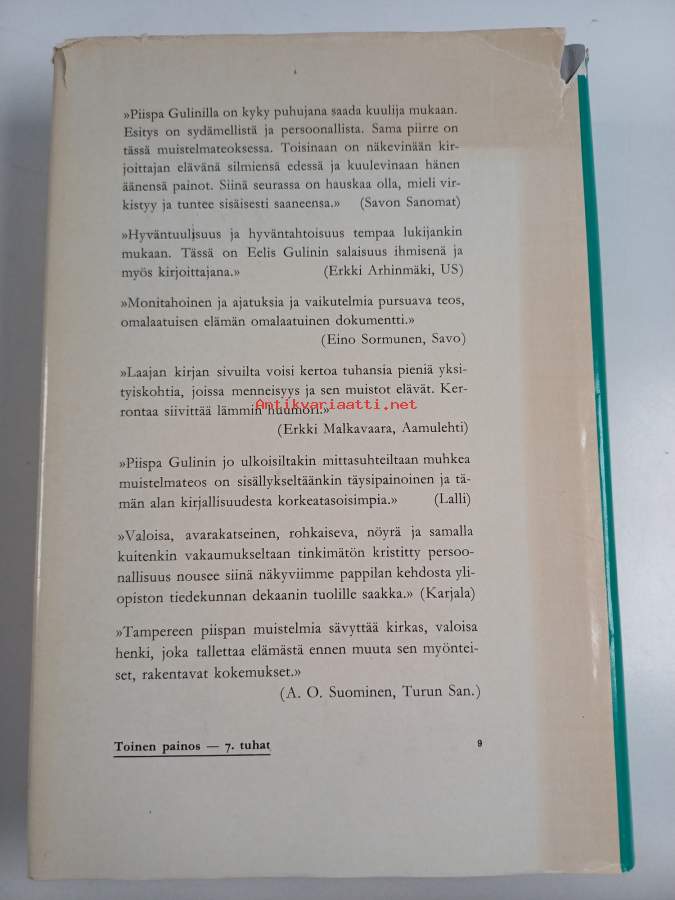 »Piispa Gulinilla on kyky puhujana saada kuulija mukaan.
Esitys on sydämellistä ja persoonallista. Sama piirre on
tässä muistelmateoksessa. Toisinaan on näkevinään kir-
joittajan elävänä silmiensä edessä ja kuulevinaan hänen
äänensä painot. Siinä seurassa on hauskaa olla, mieli vir-
kistyy ja tuntee sisäisesti saaneensa.» (Savon Sanomat)
»Hyväntuulisuus ja hyväntahtoisuus tempaa lukijankin
mukaan. Tässä on Eelis Gulinin salaisuus ihmisenä ja
myös kirjoittajana.» (Erkki Arhinmäki, US)
»Monitahoinen ja ajatuksia ja vaikutelmia pursuava teos,
omalaatuisen elämän omalaatuinen dokumentti.»
(Eino Sormunen, Savo)
»Laajan kirjan sivuilta voisi kertoa tuhansia pieniä yksi-
tyiskohtia, joissa menneisyys ja sen muistot elävät. Ker-
rontaa siivittää lämmin huumori.»
Antikvariaatti.net
(Erkki Malkavaara, Aamulehti)
»Piispa Gulinin jo ulkoisiltakin mittasuhteiltaan muhkea
muistelmateos on sisällykseltäänkin täysipainoinen ja tä-
män alan kirjallisuudesta korkeatasoisimpia.» (Lalli)
»Valoisa, avarakatseinen, rohkaiseva, nöyrä ja samalla
kuitenkin vakaumukseltaan tinkimätön kristitty persoo-
nallisuus nousee siinä näkyviimme pappilan kehdosta yli-
opiston tiedekunnan dekaanin tuolille saakka.» (Karjala)
»Tampereen piispan muistelmia sävyttää kirkas, valoisa
henki, joka tallettaa elämästä ennen muuta sen myöntei-
set, rakentavat kokemukset.»
(A. O. Suominen, Turun San.)
Toinen painos — 7. tuhat 9